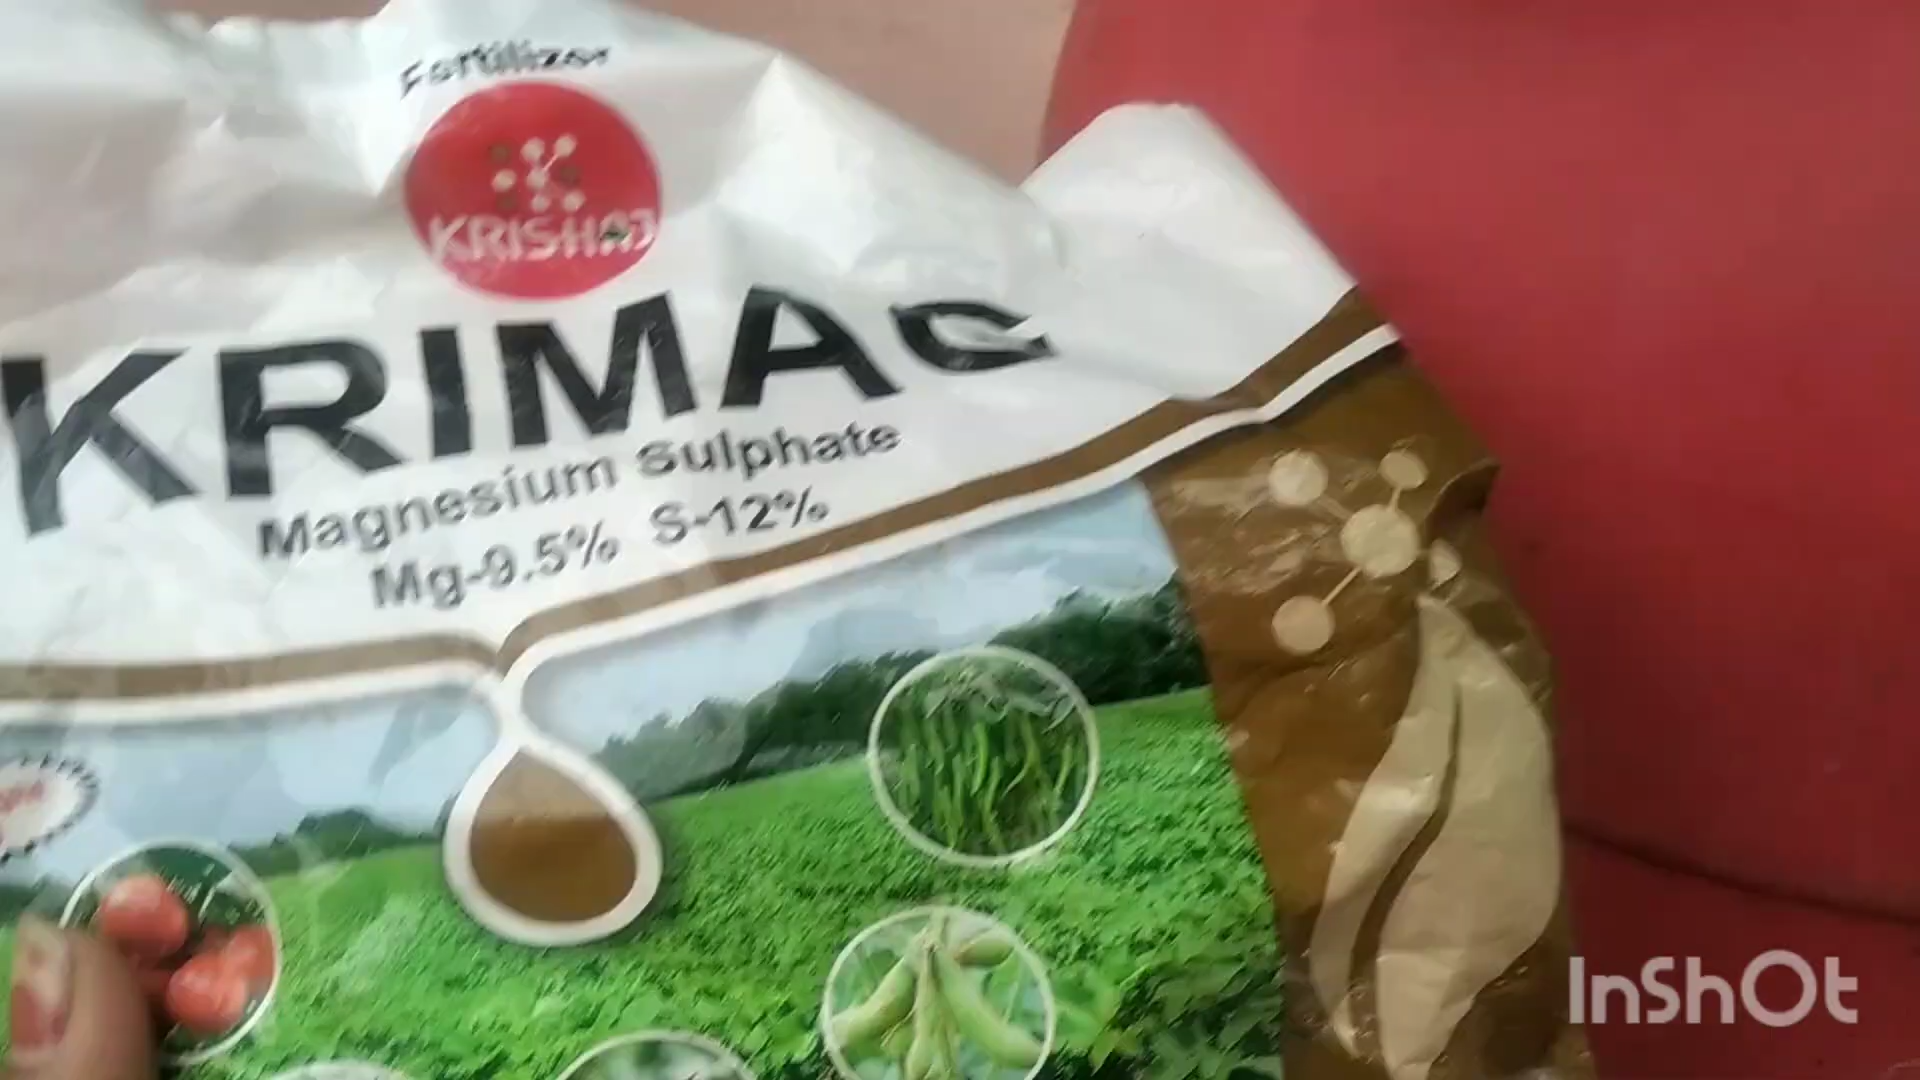 Fertilizer
KRISHAJ
KRIMAG
Magnesium Sulphate
Mg-9.5% S-12%
InShOt